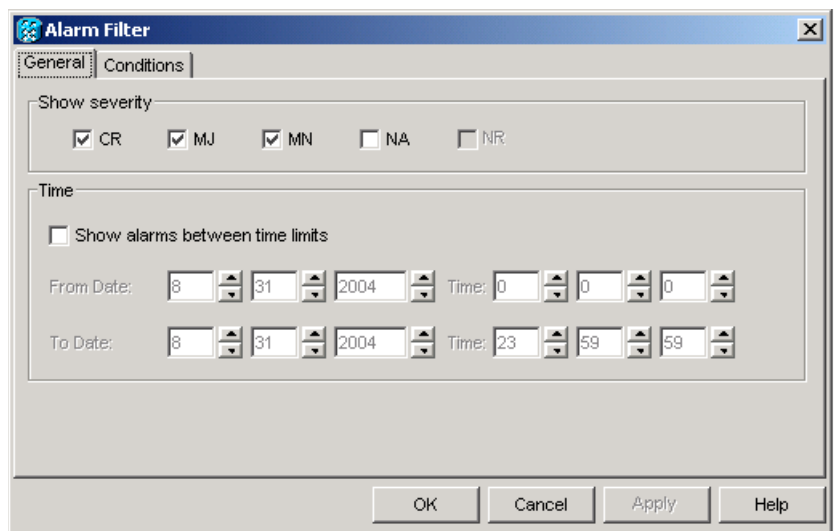 Alarm Filter
General Conditions
Show severity
CR MJ MN NA NR
Time
Show alarms between time limits
From Date: 8 31 2004 Time: 0 0 0
To Date: 8 31 2004 Time: 23 59 59
OK Cancel Apply Help